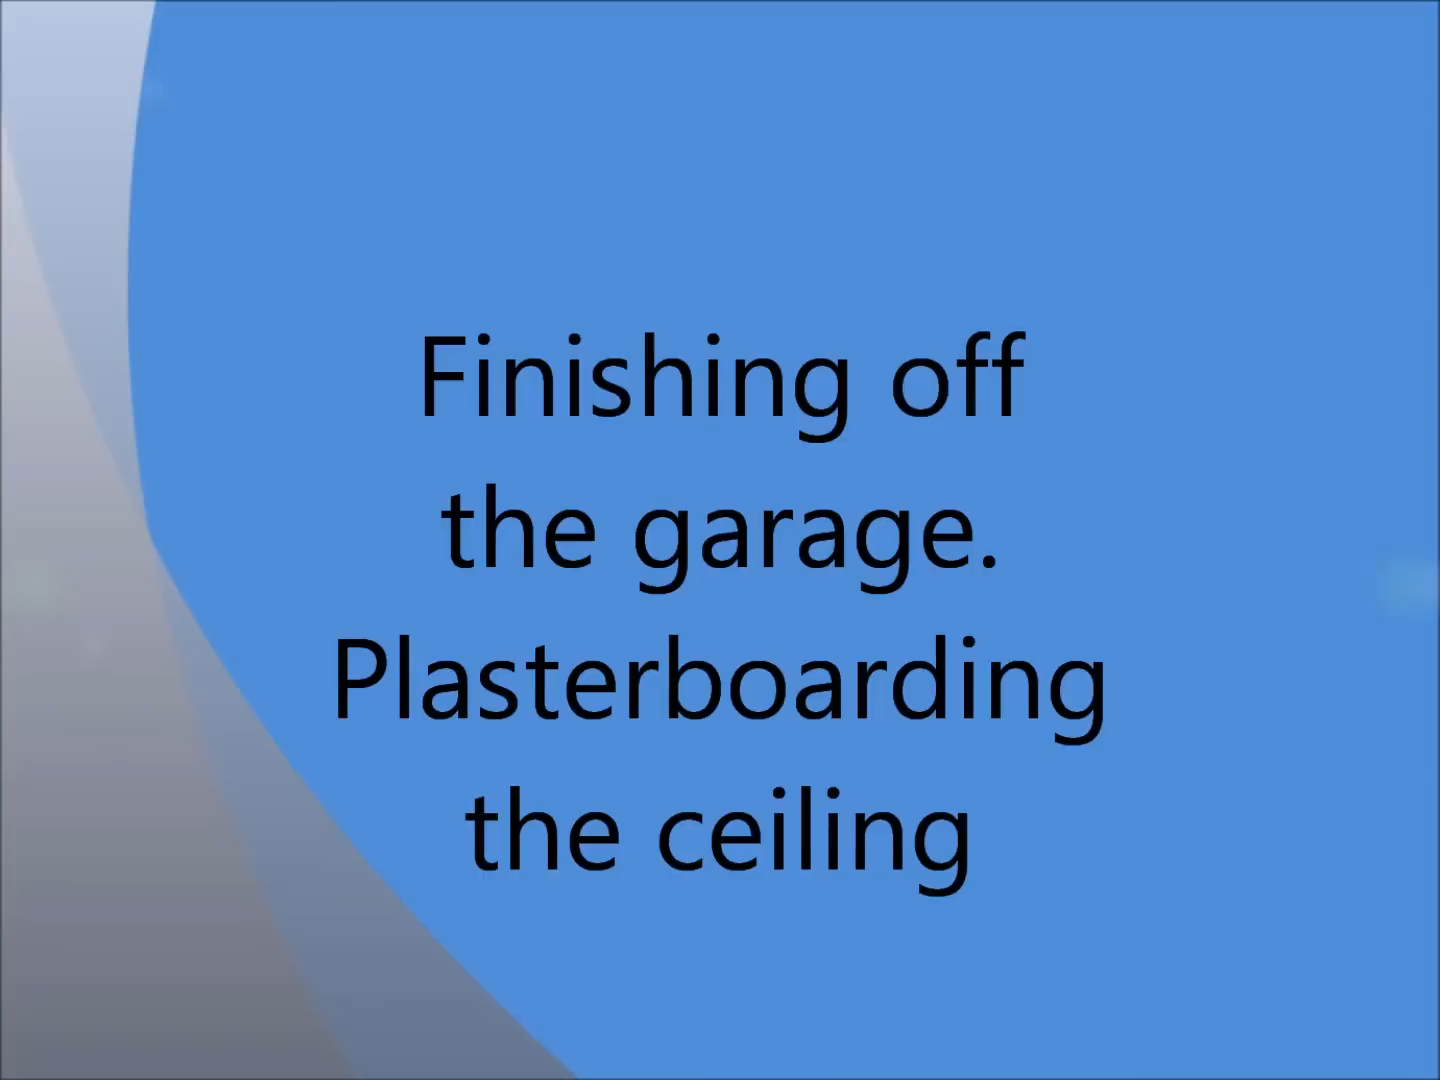 Finishing off
the garage.
Plasterboarding
the ceiling